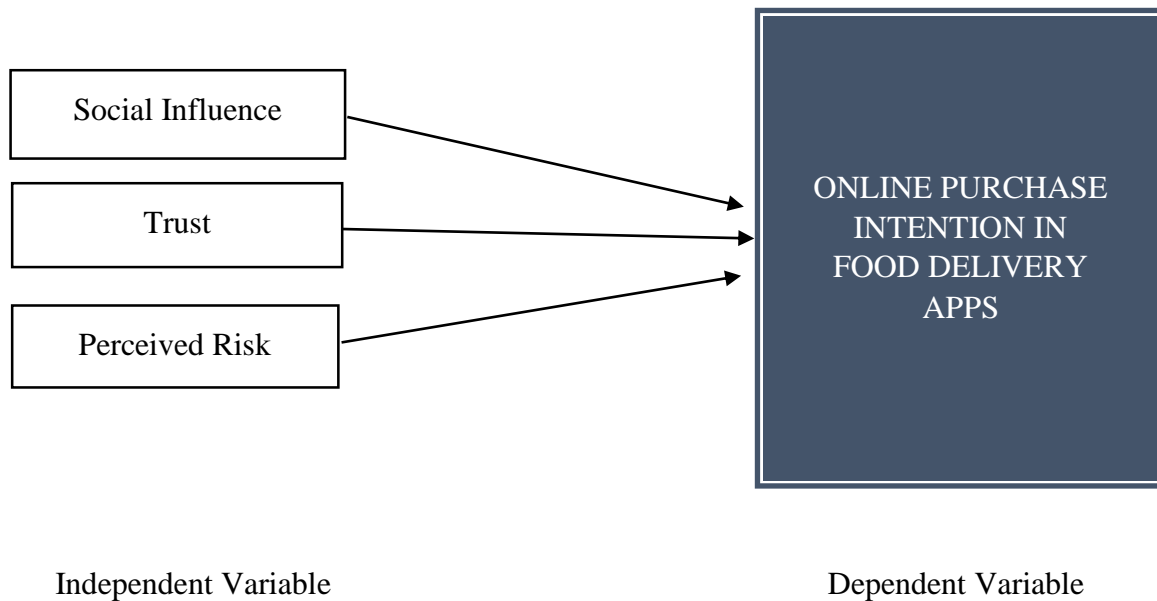 Social Influence
Trust
Perceived Risk
ONLINE PURCHASE
INTENTION IN
FOOD DELIVERY
APPS
Independent Variable
Dependent Variable